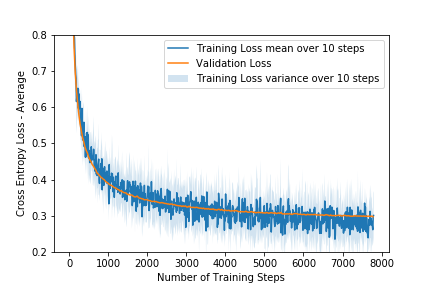 Training Loss mean over 10 steps
Validation Loss
Training Loss variance over 10 steps
Cross Entropy Loss - Average
0.8
0.7
0.6
0.5
0.4
0.3
0.2
0 1000 2000 3000 4000 5000 6000 7000 8000
Number of Training Steps